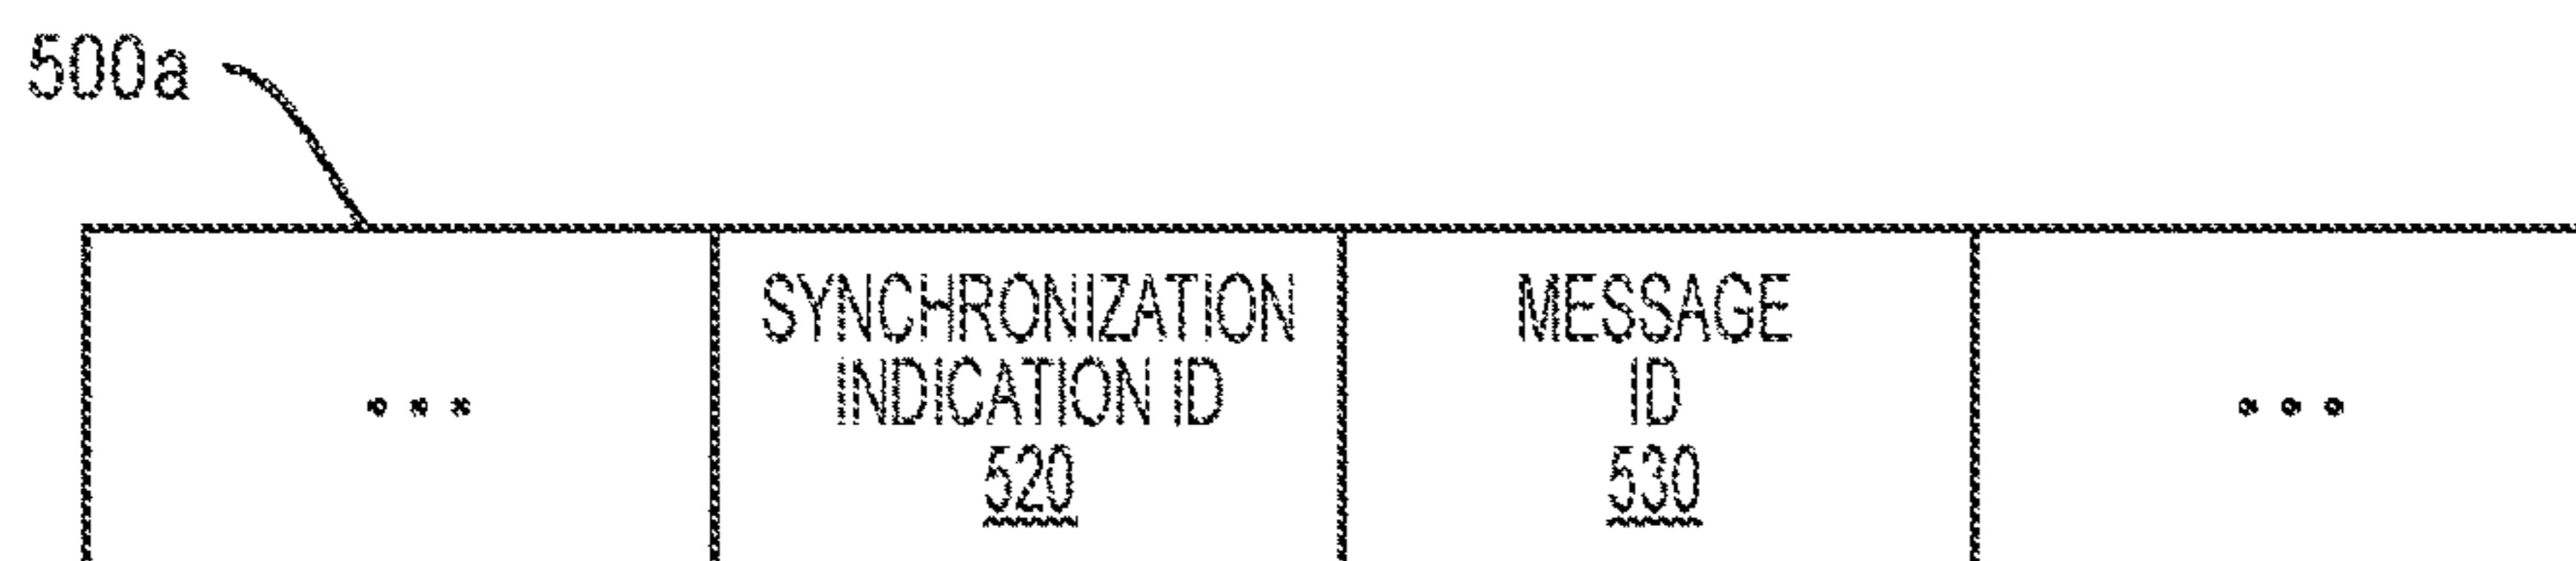 500a
SYNCHRONIZATION
INDICATION ID
520
MESSAGE
ID
530
...
...